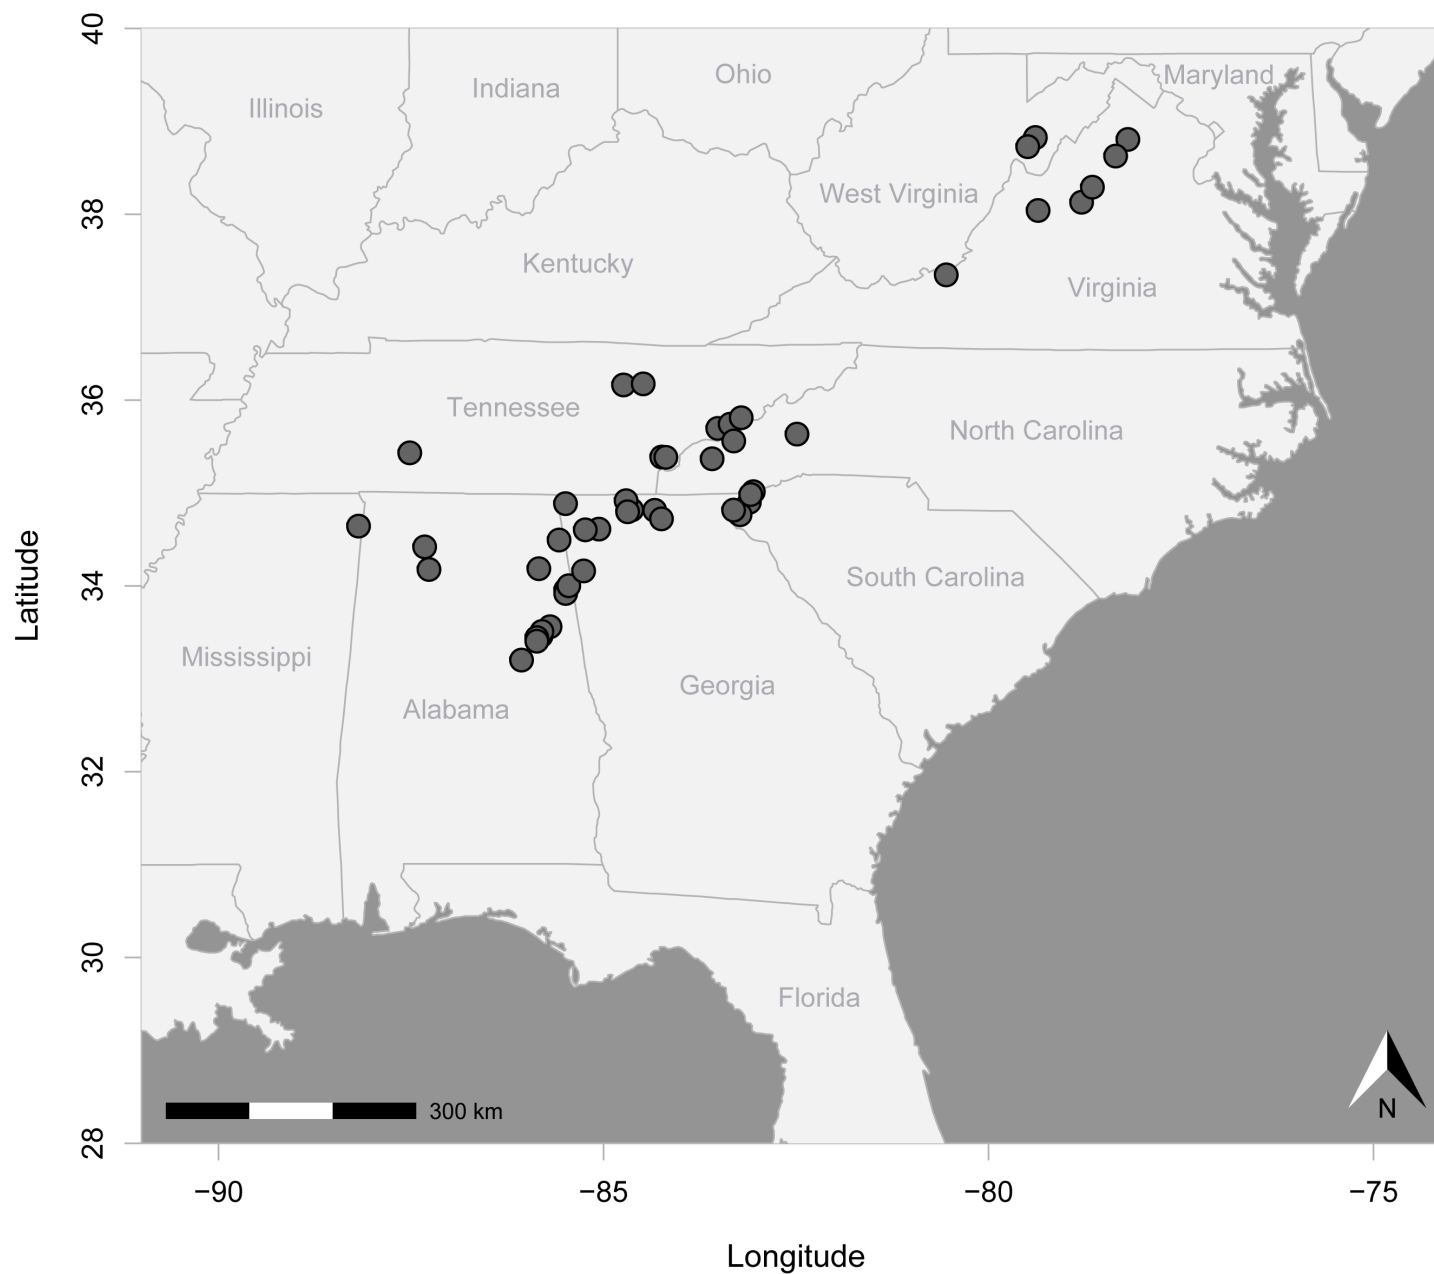 40
38
36
34
32
30
28
Latitude
Illinois
Indiana
Ohio
Maryland
West Virginia
Kentucky
Virginia
Tennessee
North Carolina
South Carolina
Mississippi
Alabama
Georgia
Florida
300 km
N
−90
−85
−80
−75
Longitude